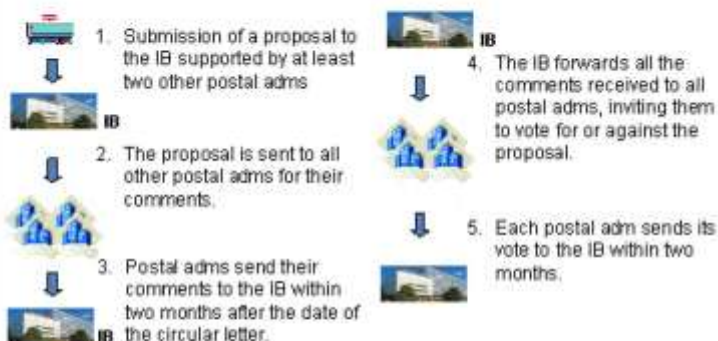 1. Submission of a proposal to
the IB supported by at least
two other postal adms
IB
2. The proposal is sent to all
other postal adms for their
comments.
3. Postal adms send their
comments to the IB within
two months after the date of
IB the circular letter.
IB
4. The IB forwards all the
comments received to all
postal adms, inviting them
to vote for or against the
proposal.
5. Each postal adm sends its
vote to the IB within two
months.